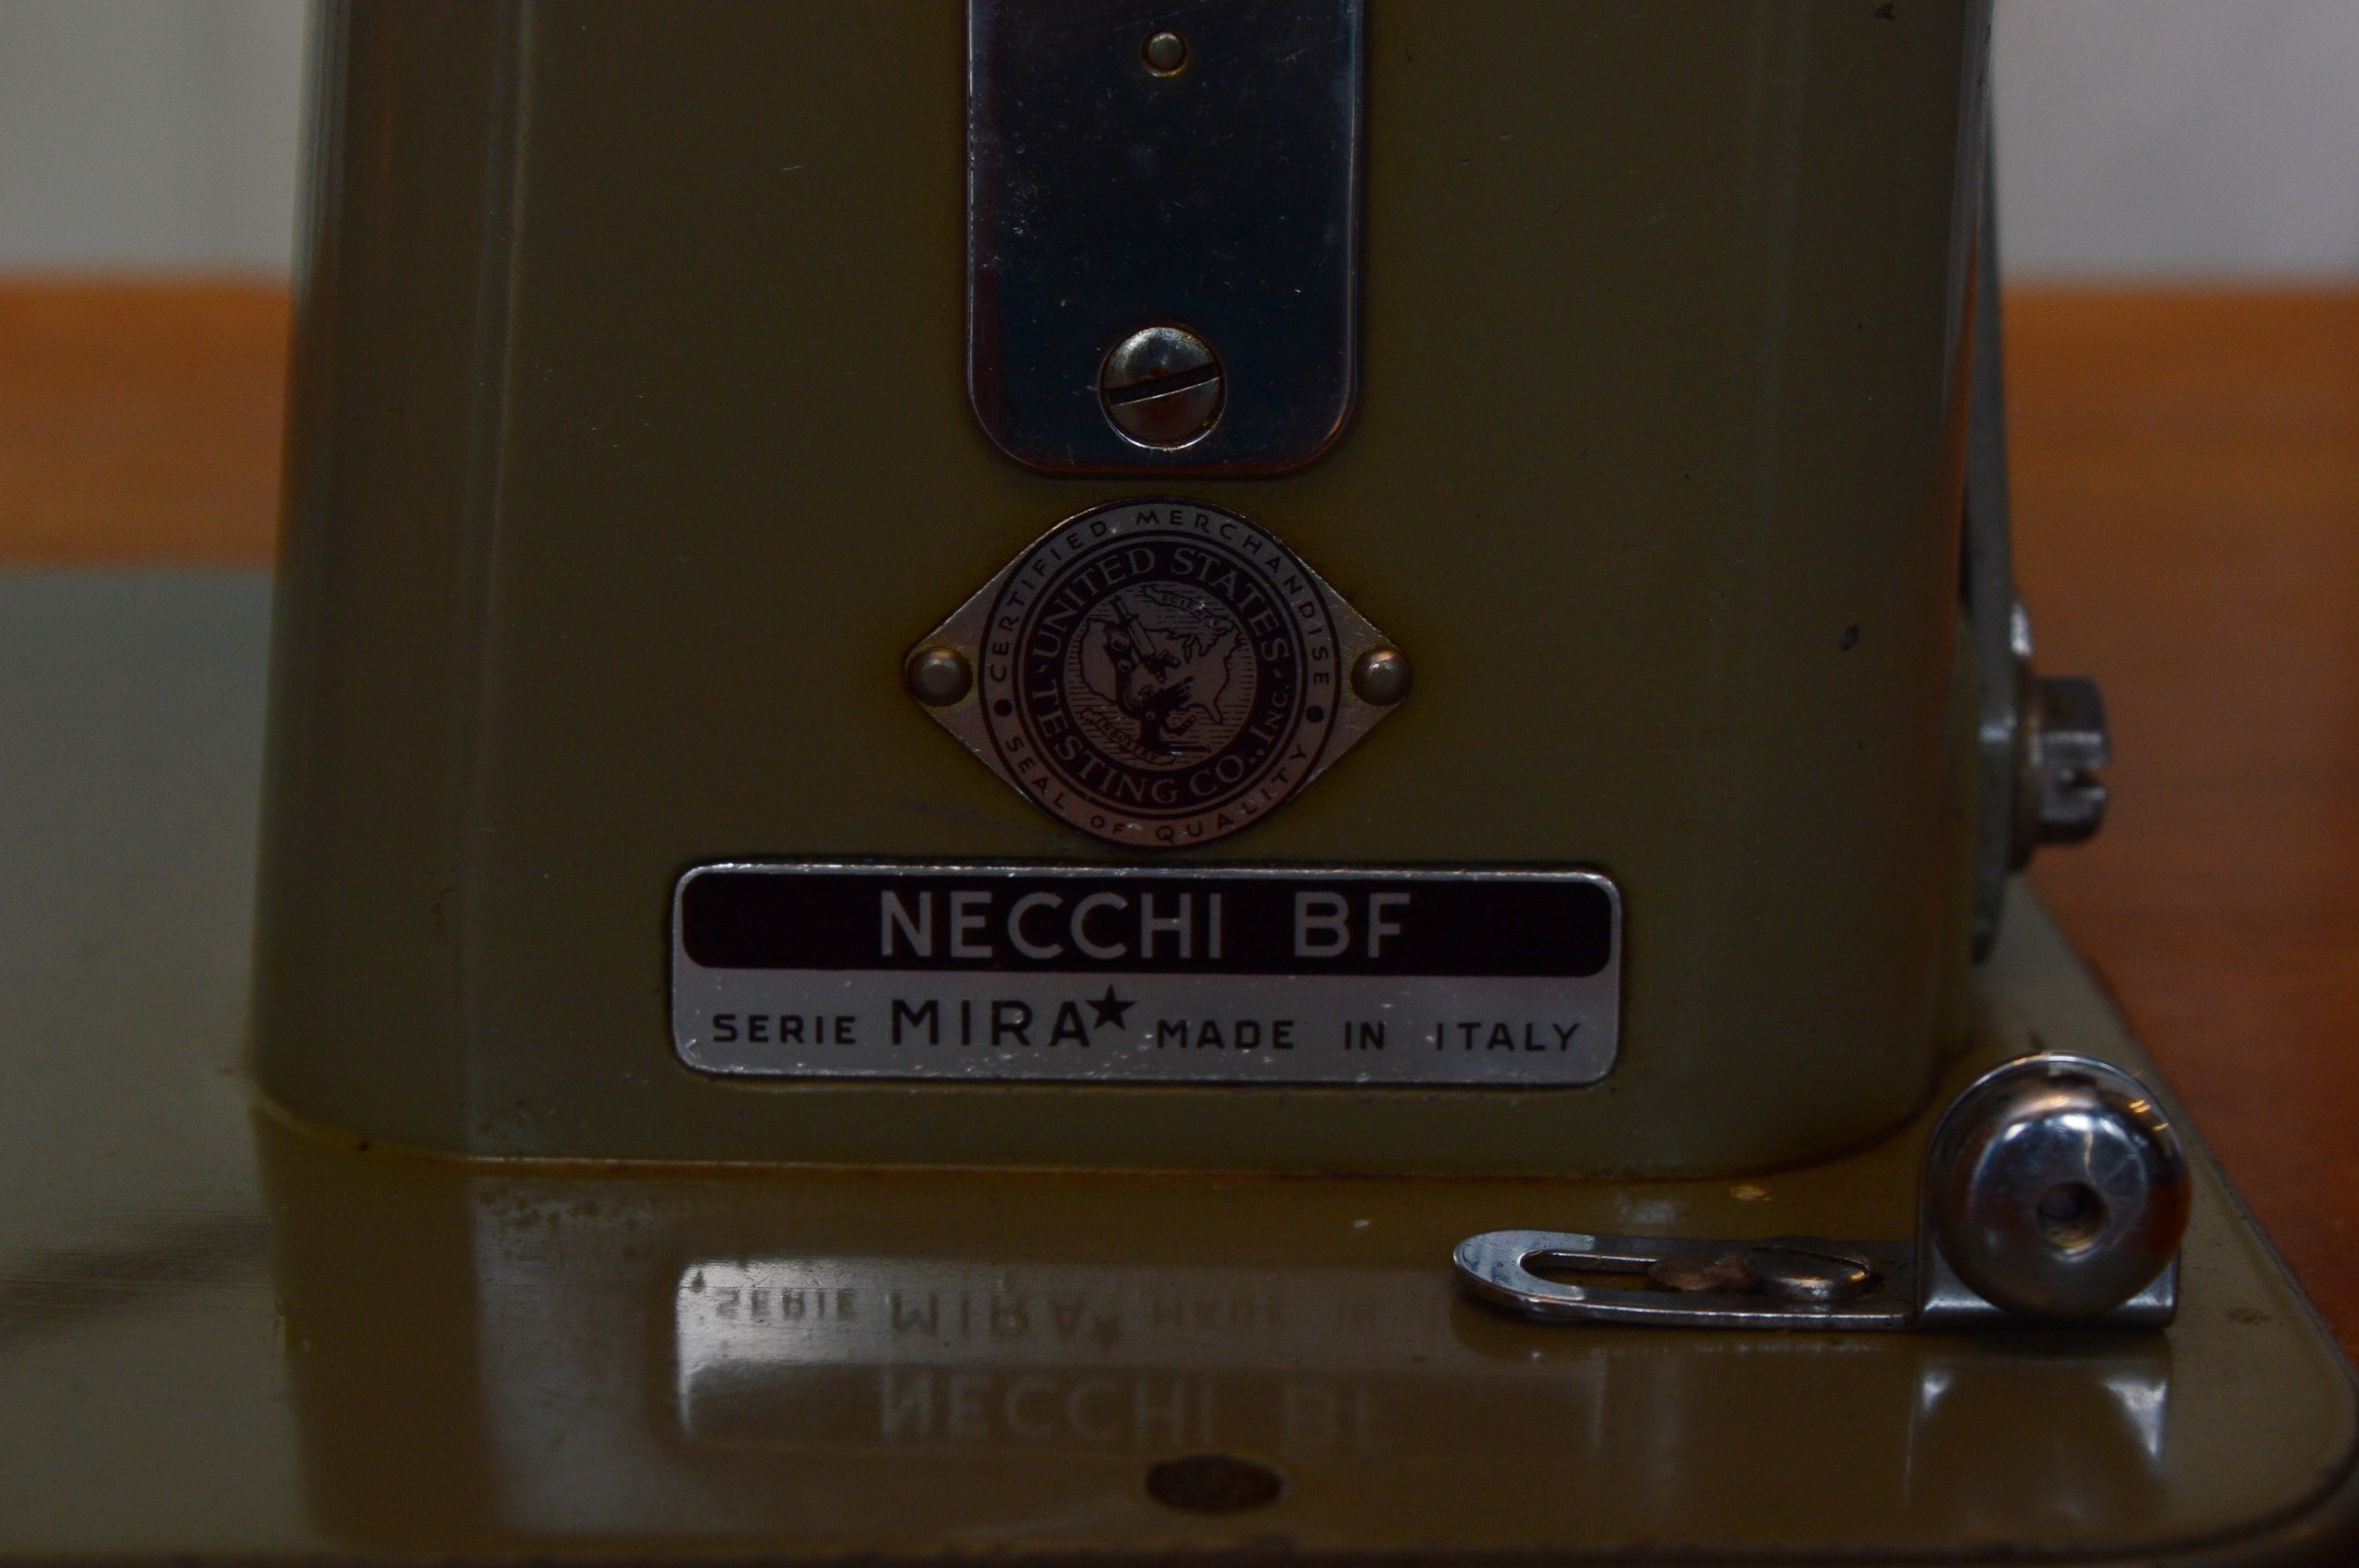 CERTIFIED MERCHANDISE
UNITED STATES
TESTING CO., INC.
SEAL OF QUALITY
NECCHI BF
SERIE MIRA★ MADE IN ITALY